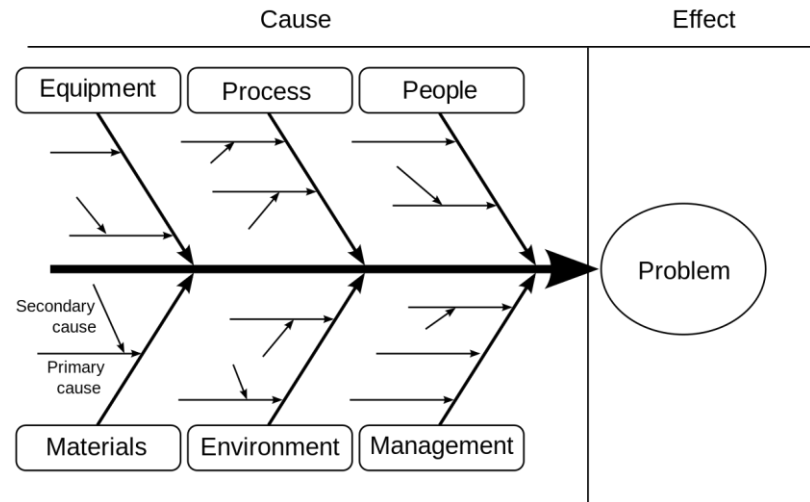 Cause
Effect
Equipment
Process
People
Problem
Secondary
cause
Primary
cause
Materials
Environment
Management